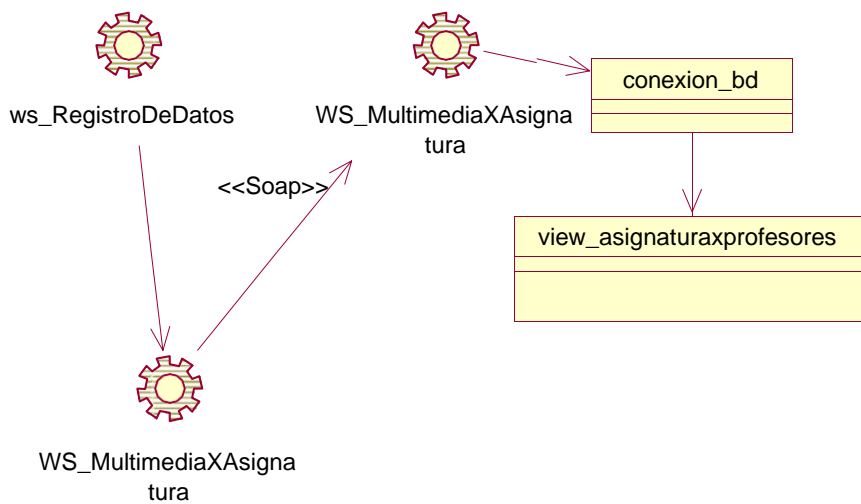 ws_RegistroDeDatos
WS_MultimediaXAsigna
tura
conexion_bd
<<Soap>>
view_asignaturaxprofesores
WS_MultimediaXAsigna
tura